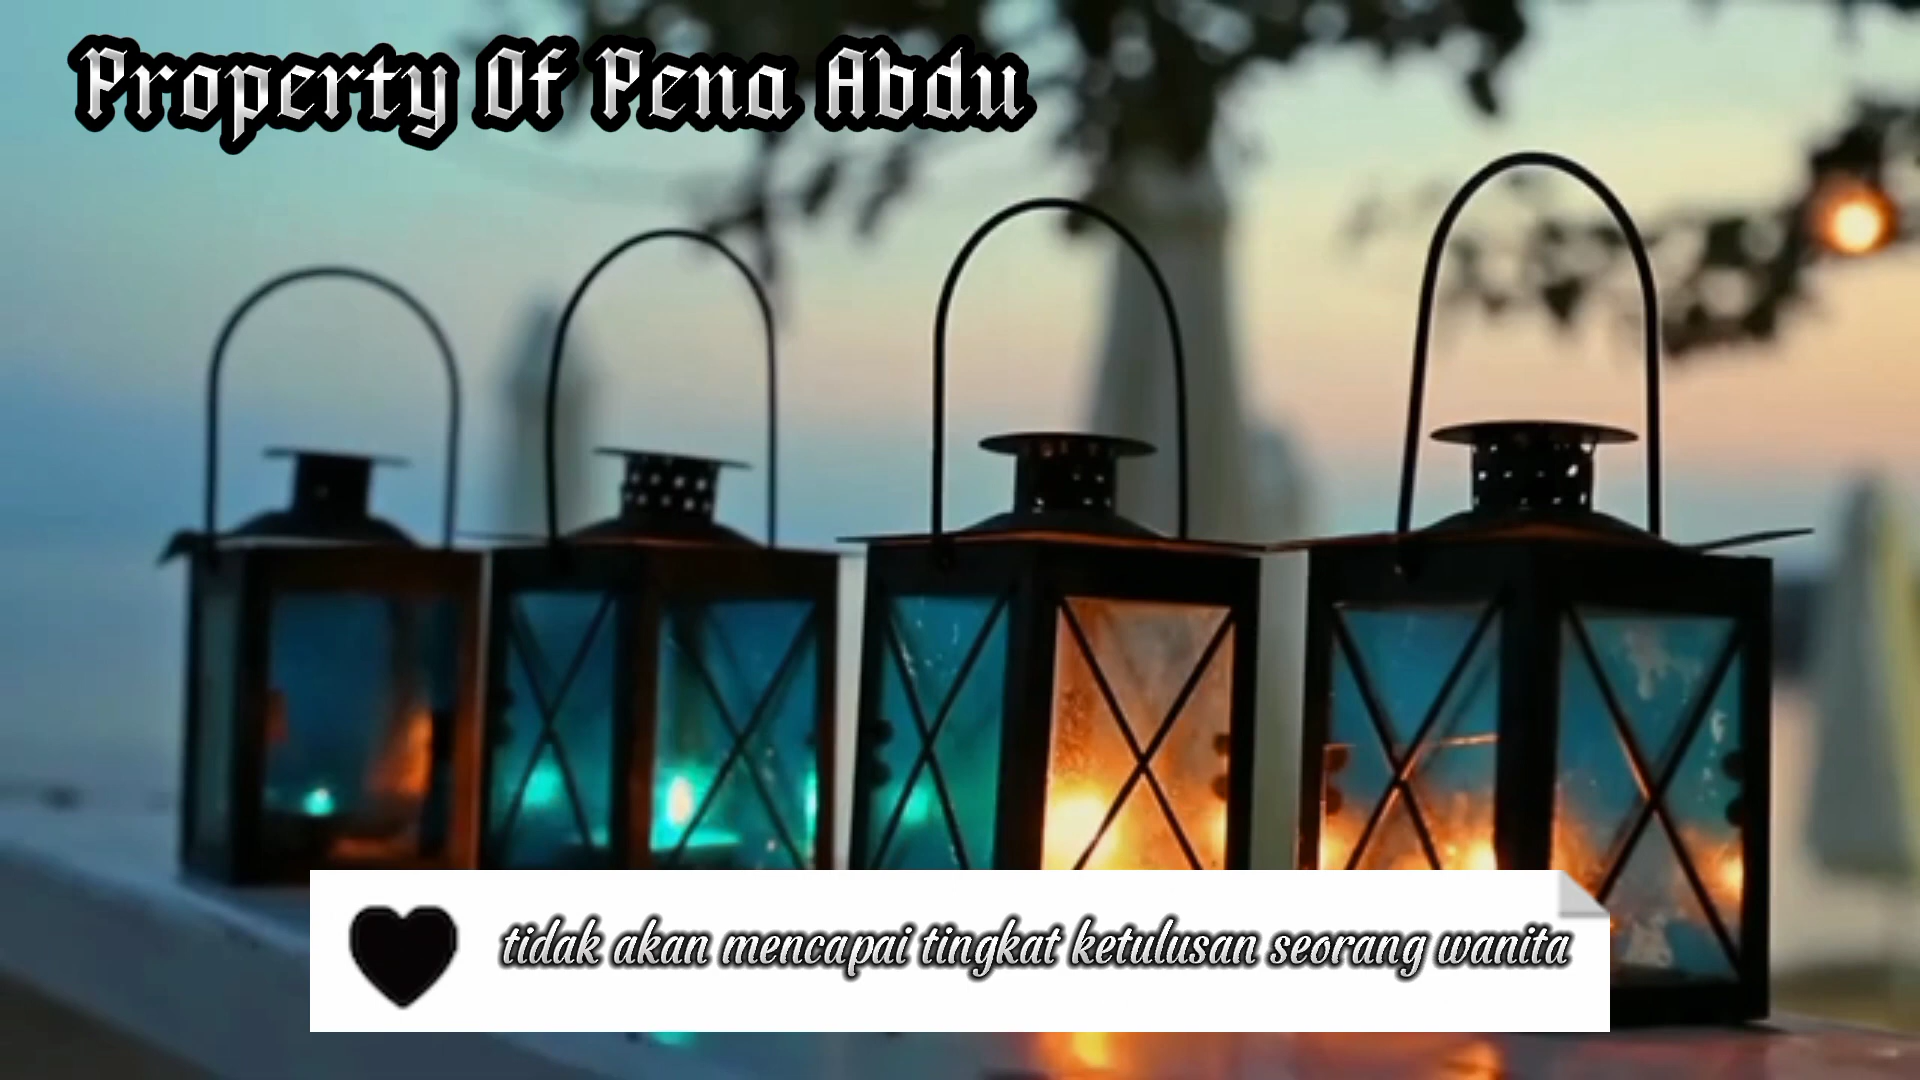 Property Of Pena Abdu
tidak akan mencapai tingkat ketulusan seorang wanita